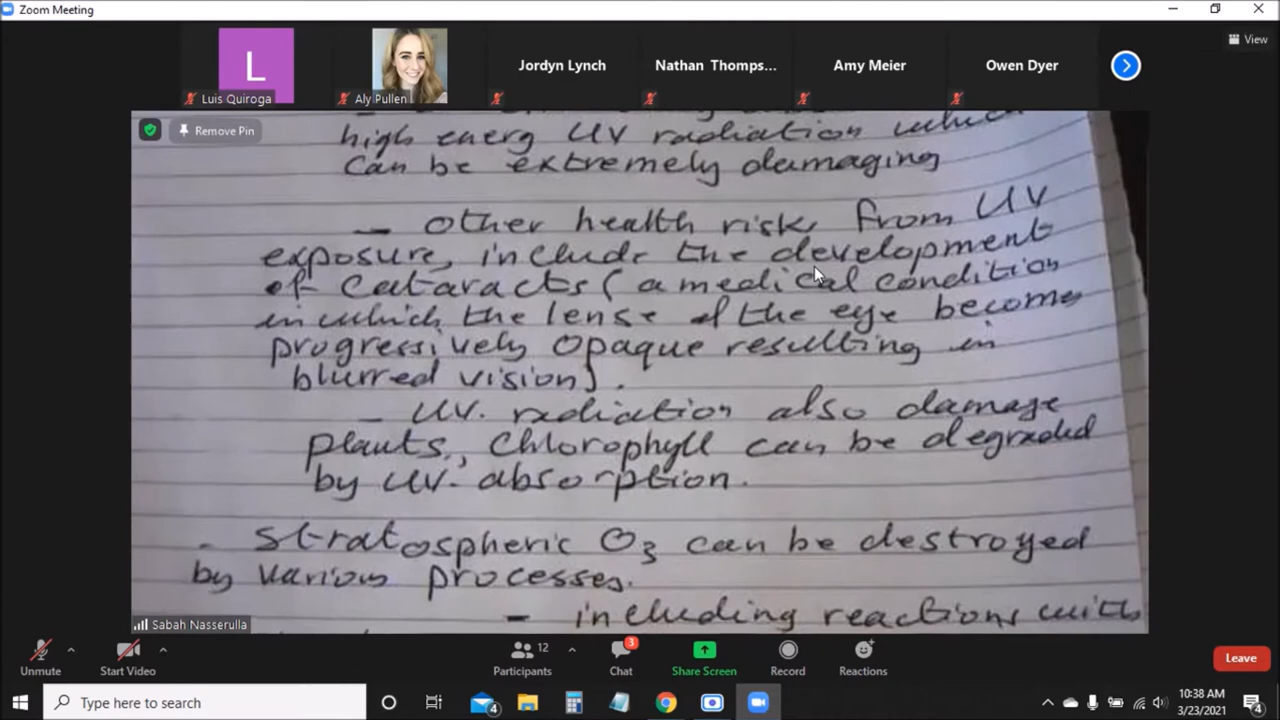 Zoom Meeting
View
L
Luis Quiroga
Aly Pullen
Jordyn Lynch
Nathan Thomps...
Amy Meier
Owen Dyer
Remove Pin
high energ UV radiation which
can be extremely damaging
- Other health risks from UV
exposure, include the development
of Cataracts (a medical condition
in which the lense of the eye becomes
progressively opaque resulting in
blurred vision).
- UV. radiation also damage
plants, Chlorophyll can be degraded
by UV. absorption.
- Stratospheric O3 can be destroyed
by various processes.
- including reactions with
Sabah Nasserulla
Unmute
Start Video
Participants
12
Chat
3
Share Screen
Record
Reactions
Leave
Type here to search
4
10:38 AM
3/23/2021
4